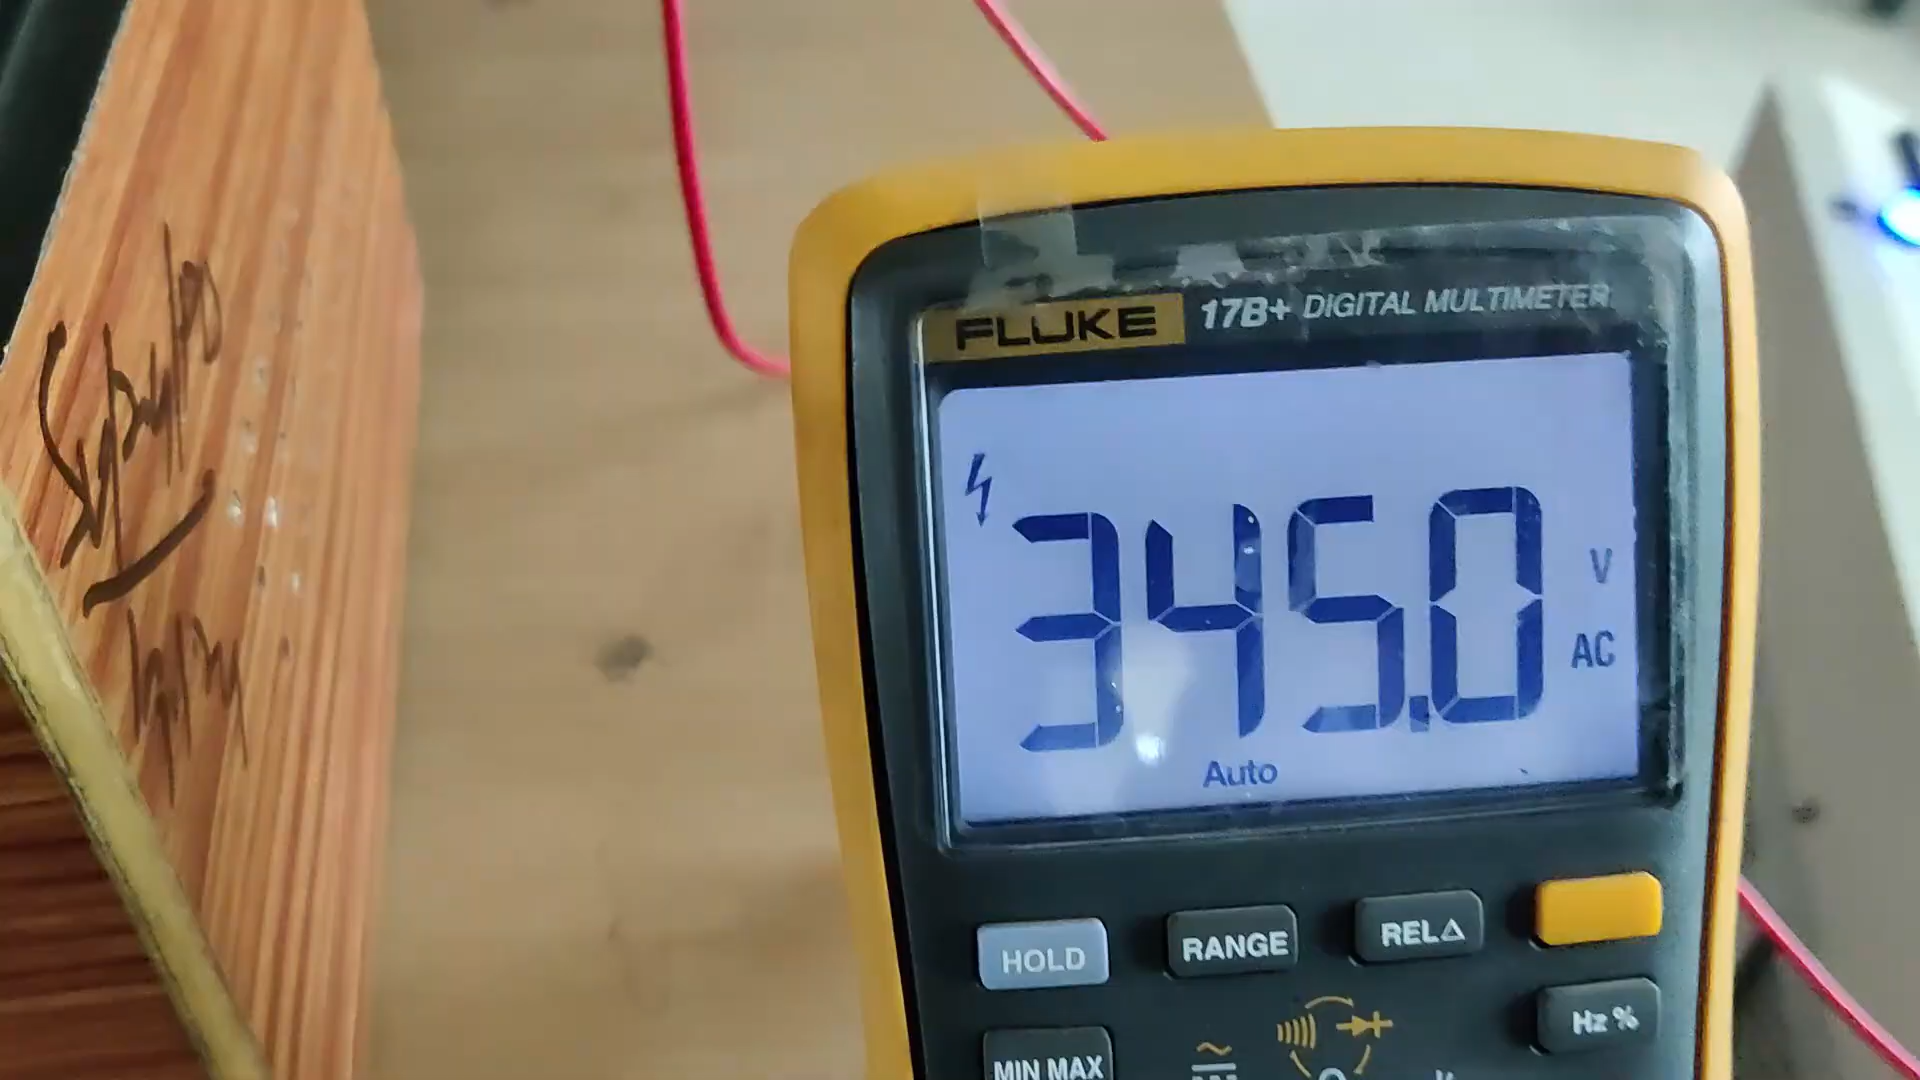 FLUKE 17B+ DIGITAL MULTIMETER
345.0 V
AC
Auto
HOLD RANGE REL△
Hz %
MIN MAX